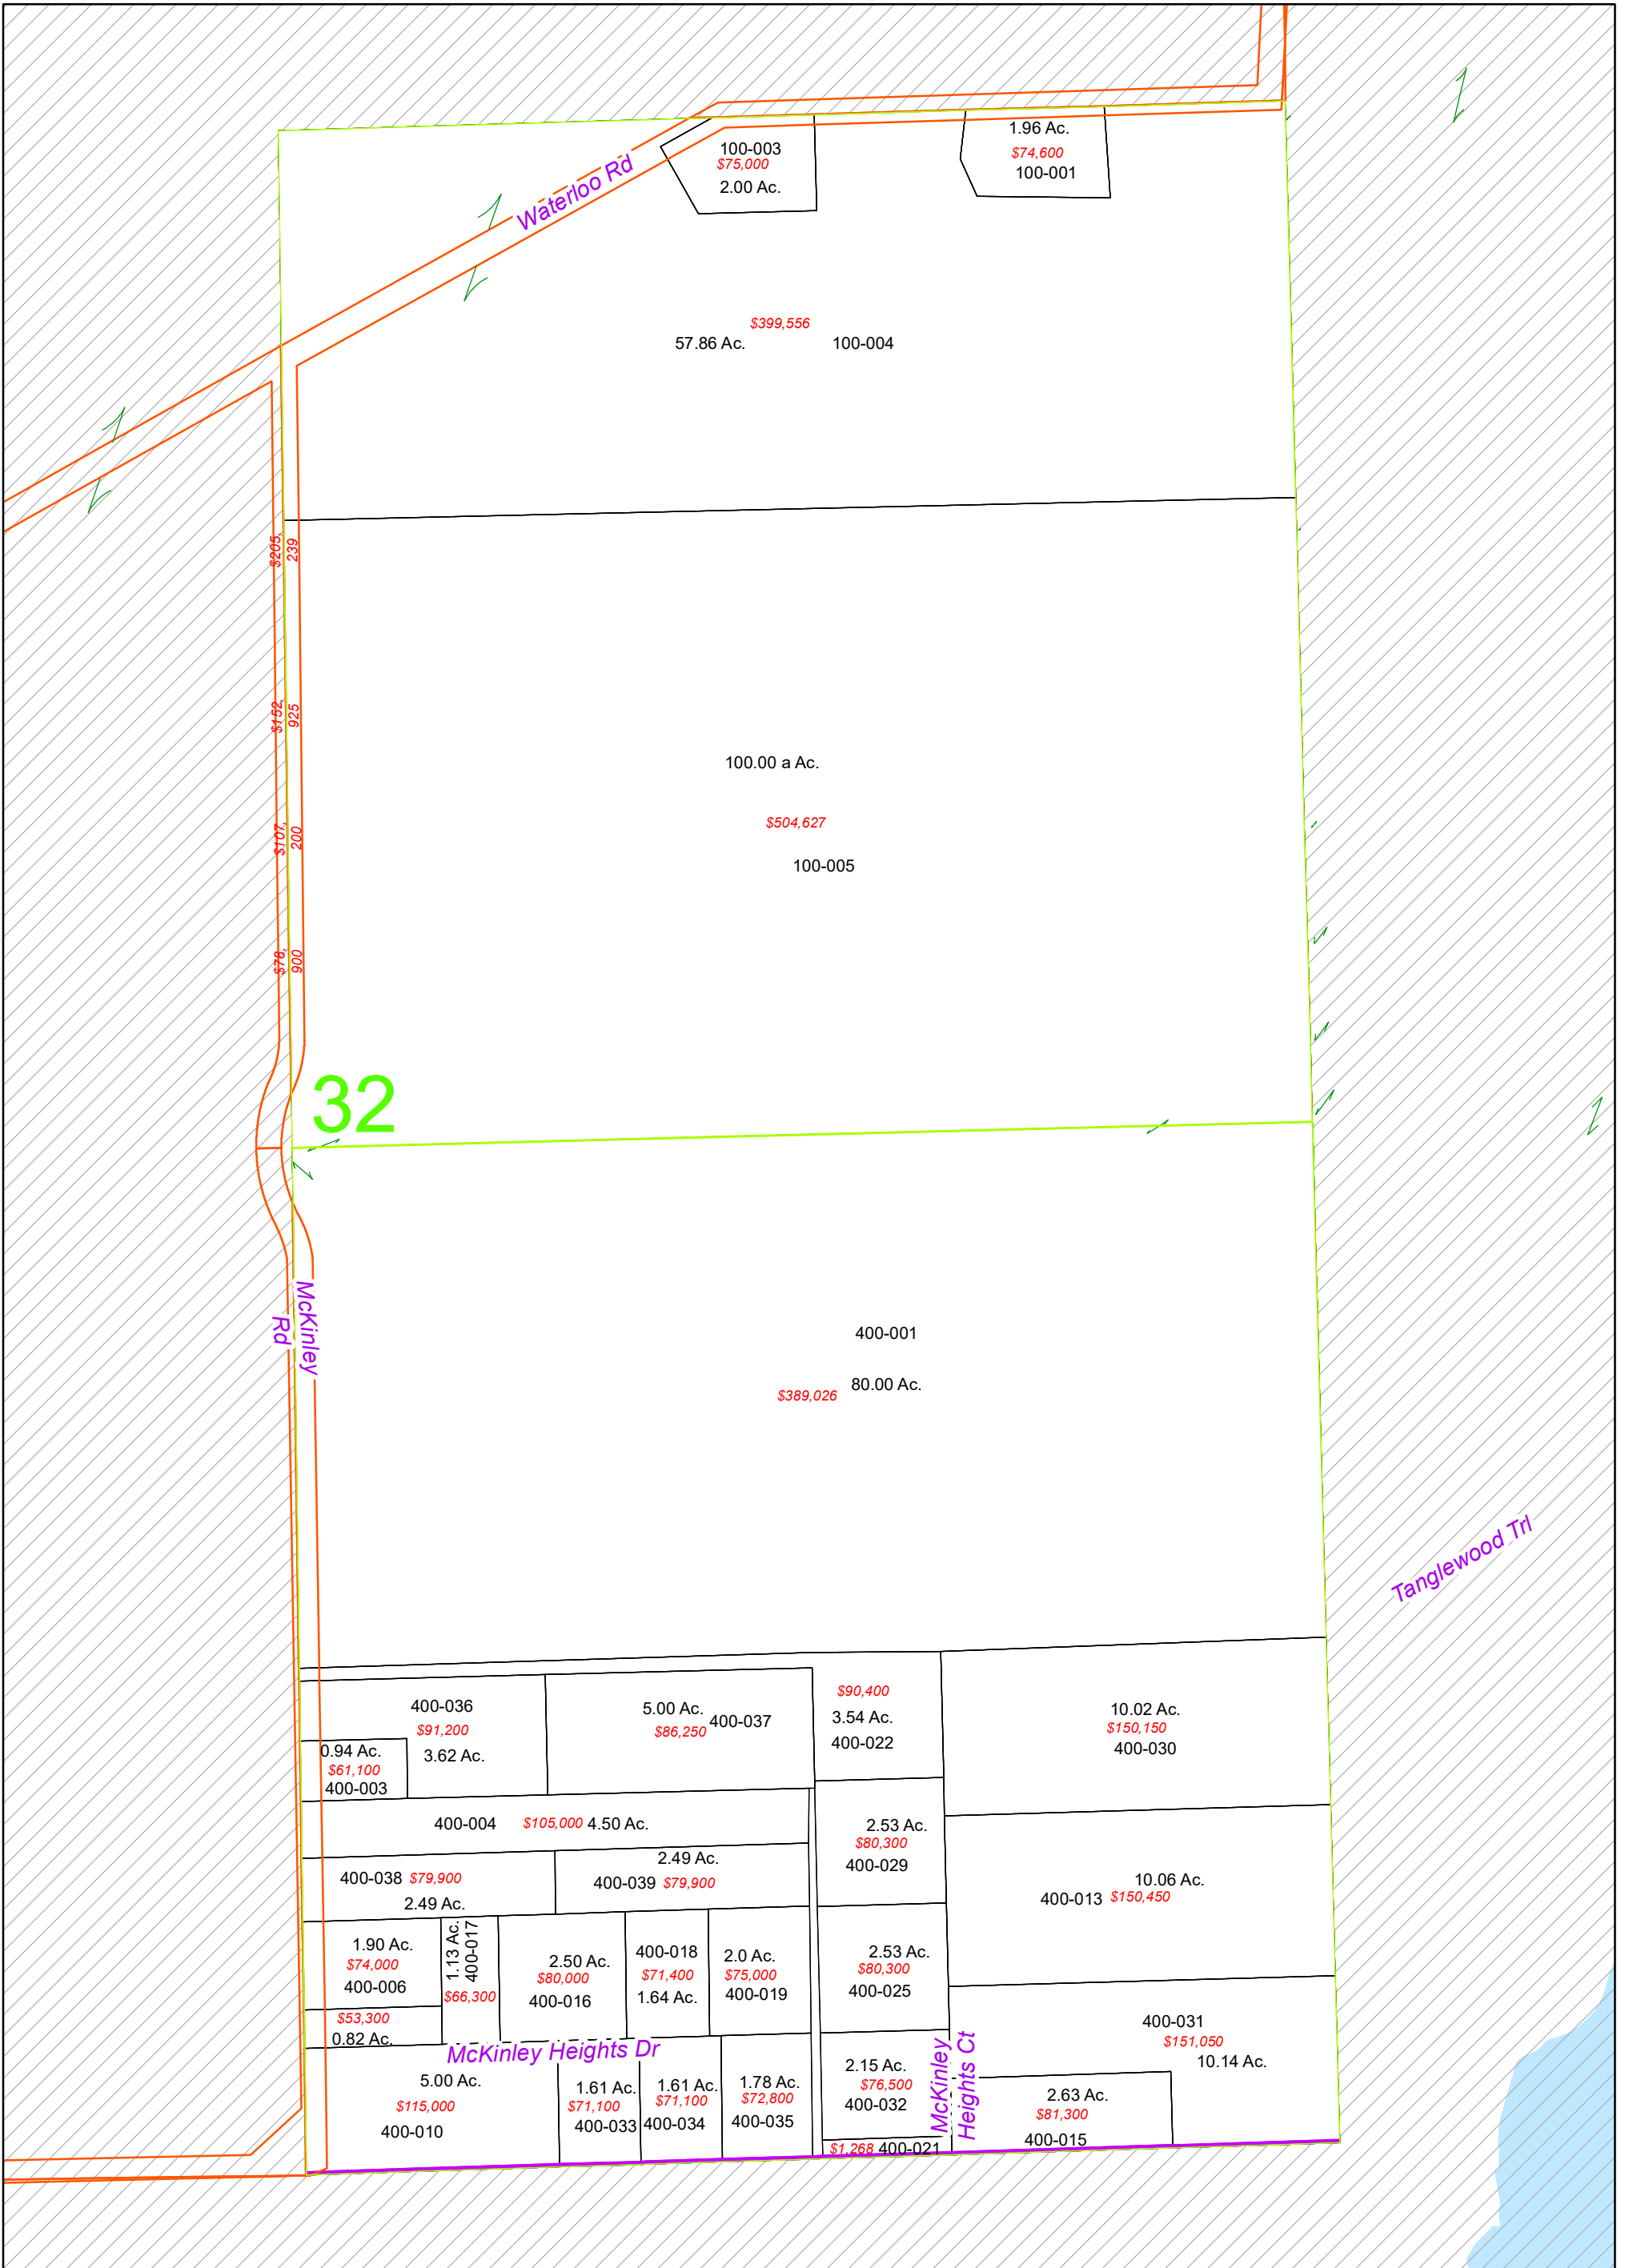 1.96 Ac.
$74,600
100-001
100-003
$75,000
2.00 Ac.
Waterloo Rd
$399,556
57.86 Ac.
100-004
$205,
239
$152,
925
100.00 a Ac.
$504,627
$107,
200
100-005
$78,
900
32
McKinley
Rd
400-001
80.00 Ac.
$389,026
Tanglewood Trl
400-036
$91,200
3.62 Ac.
5.00 Ac.
400-037
$86,250
$90,400
3.54 Ac.
400-022
10.02 Ac.
$150,150
400-030
0.94 Ac.
$61,100
400-003
400-004
$105,000
4.50 Ac.
2.53 Ac.
$80,300
400-029
400-038
$79,900
2.49 Ac.
2.49 Ac.
400-039
$79,900
10.06 Ac.
400-013
$150,450
1.90 Ac.
$74,000
400-006
1.13 Ac.
400-017
$66,300
2.50 Ac.
$80,000
400-016
400-018
$71,400
1.64 Ac.
2.0 Ac.
$75,000
400-019
2.53 Ac.
$80,300
400-025
$53,300
0.82 Ac.
McKinley Heights Dr
400-031
$151,050
10.14 Ac.
5.00 Ac.
$115,000
400-010
1.61 Ac.
$71,100
400-033
1.61 Ac.
$71,100
400-034
1.78 Ac.
$72,800
400-035
2.15 Ac.
$76,500
400-032
McKinley
Heights Ct
2.63 Ac.
$81,300
400-015
$1,268
400-021